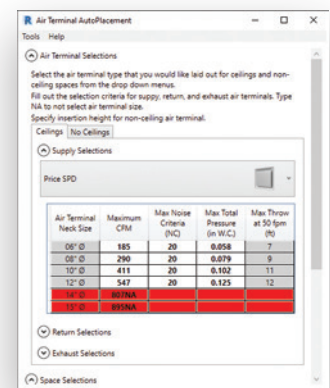 Air Terminal AutoPlacement
Tools Help
Air Terminal Selections
Select the air terminal type that you would like laid out for ceilings and non-
ceiling spaces from the drop down menus.
Fill out the selection criteria for suppy, return, and exhaust air terminals. Type
NA to not select air terminal size.
Specify insertion height for non-ceiling air terminal.
Ceilings No Ceilings
Supply Selections
Price SPD
Air Terminal Neck Size Maximum CFM Max Noise Criteria (NC) Max Total Pressure (in W.C.) Max Throw at 50 fpm (ft)
06" Ø 185 20 0.058 7
08" Ø 290 20 0.079 9
10" Ø 411 20 0.102 11
12" Ø 547 20 0.125 12
14" Ø
15" Ø
Return Selections
Exhaust Selections
Space Selections